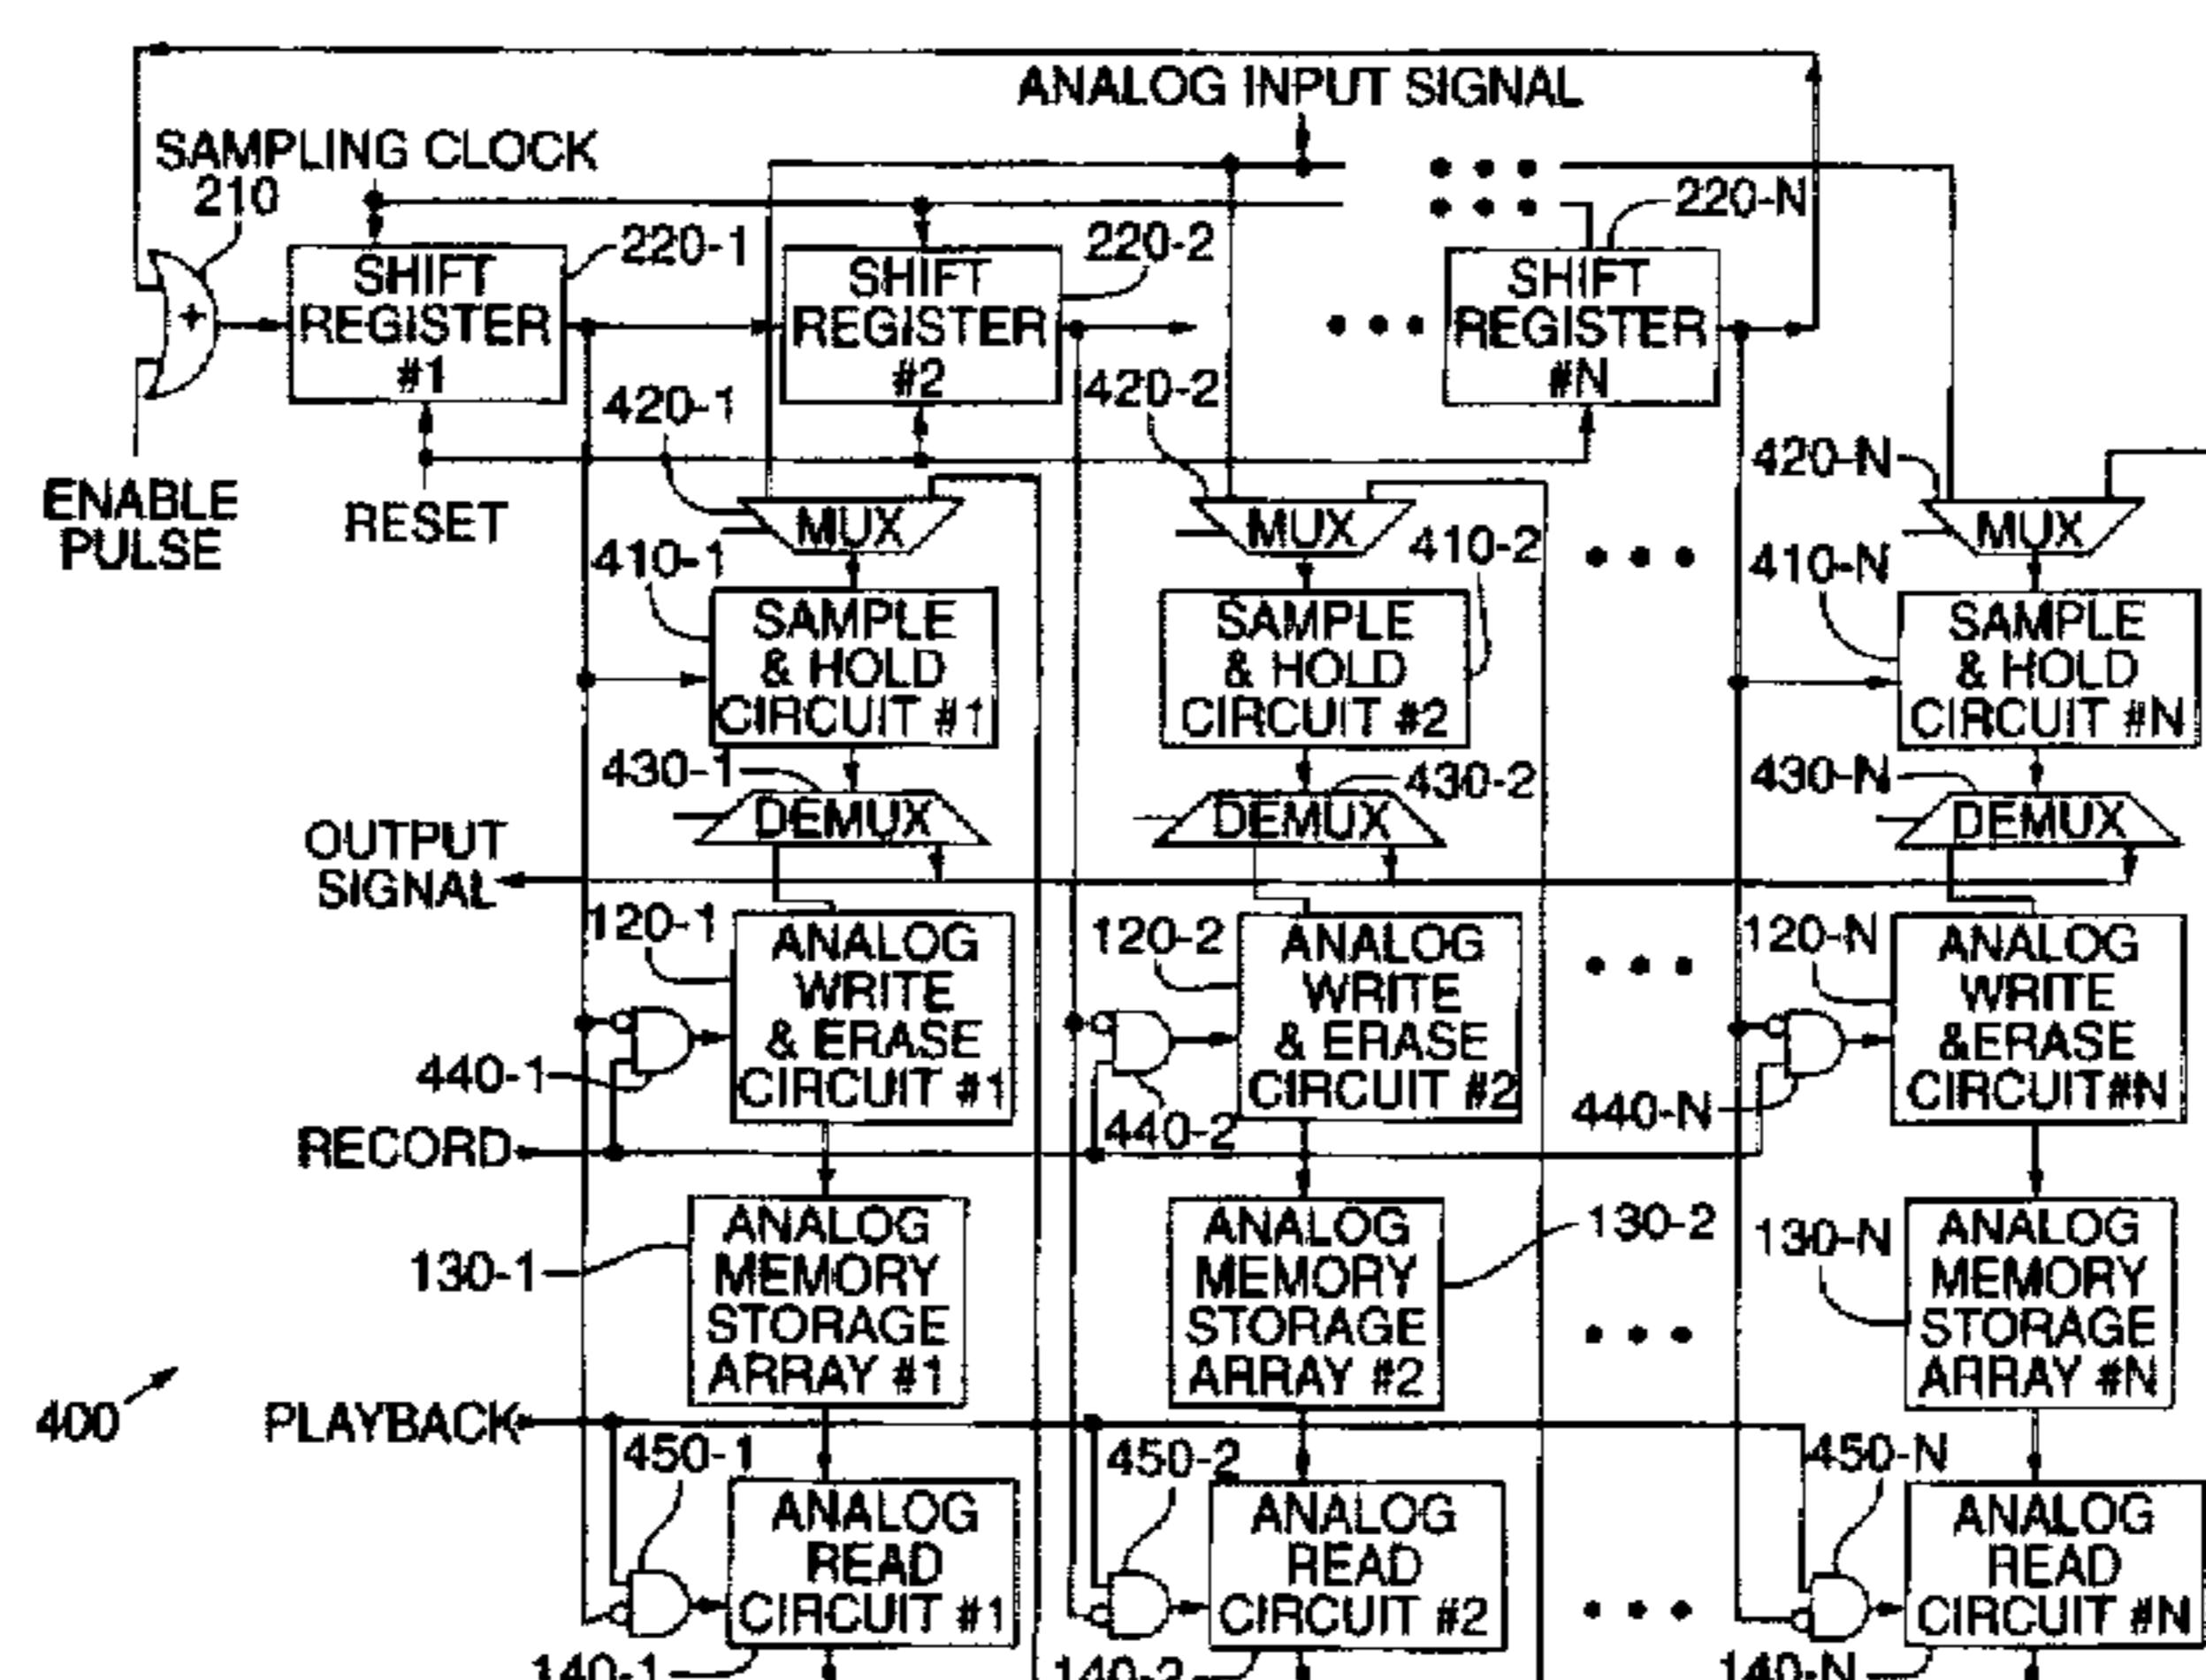 ANALOG INPUT SIGNAL
SAMPLING CLOCK
210
220-1
220-2
220-N
SHIFT
REGISTER
#1
SHIFT
REGISTER
#2
SHIFT
REGISTER
#N
+
ENABLE
PULSE
RESET
420-1
420-2
420-N
MUX
MUX
MUX
410-1
410-2
410-N
SAMPLE
& HOLD
CIRCUIT #1
SAMPLE
& HOLD
CIRCUIT #2
SAMPLE
& HOLD
CIRCUIT #N
430-1
430-2
430-N
DEMUX
DEMUX
DEMUX
OUTPUT
SIGNAL
120-1
120-2
120-N
ANALOG
WRITE
& ERASE
CIRCUIT #1
ANALOG
WRITE
& ERASE
CIRCUIT #2
ANALOG
WRITE
&ERASE
CIRCUIT#N
440-1
440-2
440-N
RECORD
130-1
130-2
130-N
ANALOG
MEMORY
STORAGE
ARRAY #1
ANALOG
MEMORY
STORAGE
ARRAY #2
ANALOG
MEMORY
STORAGE
ARRAY #N
400
PLAYBACK
450-1
450-2
450-N
ANALOG
READ
CIRCUIT #1
ANALOG
READ
CIRCUIT #2
ANALOG
READ
CIRCUIT #N
140-1
140-2
140-N